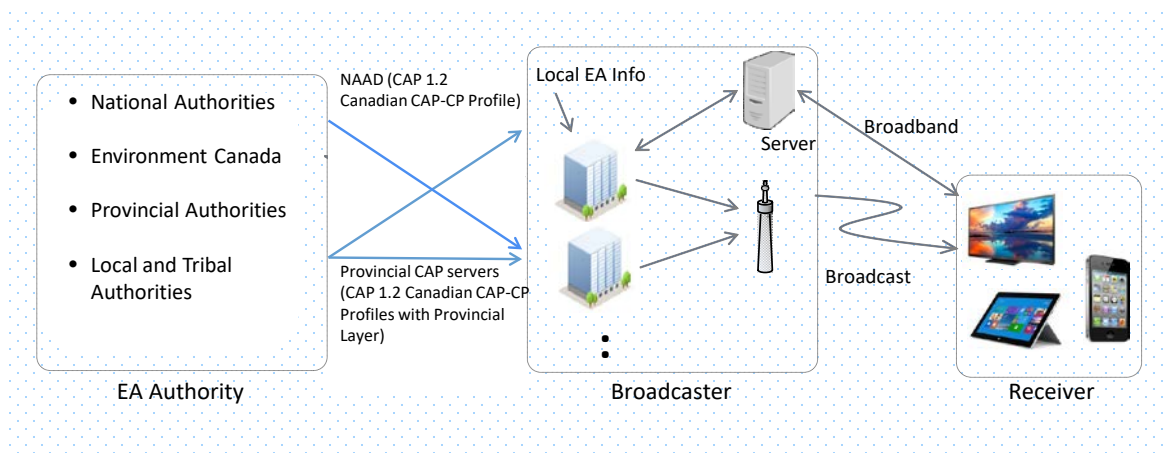 • National Authorities
• Environment Canada
• Provincial Authorities
• Local and Tribal
Authorities
EA Authority
NAAD (CAP 1.2
Canadian CAP-CP Profile)
Provincial CAP servers
(CAP 1.2 Canadian CAP-CP
Profiles with Provincial
Layer)
Local EA Info
Server
Broadcaster
Broadband
Broadcast
Receiver